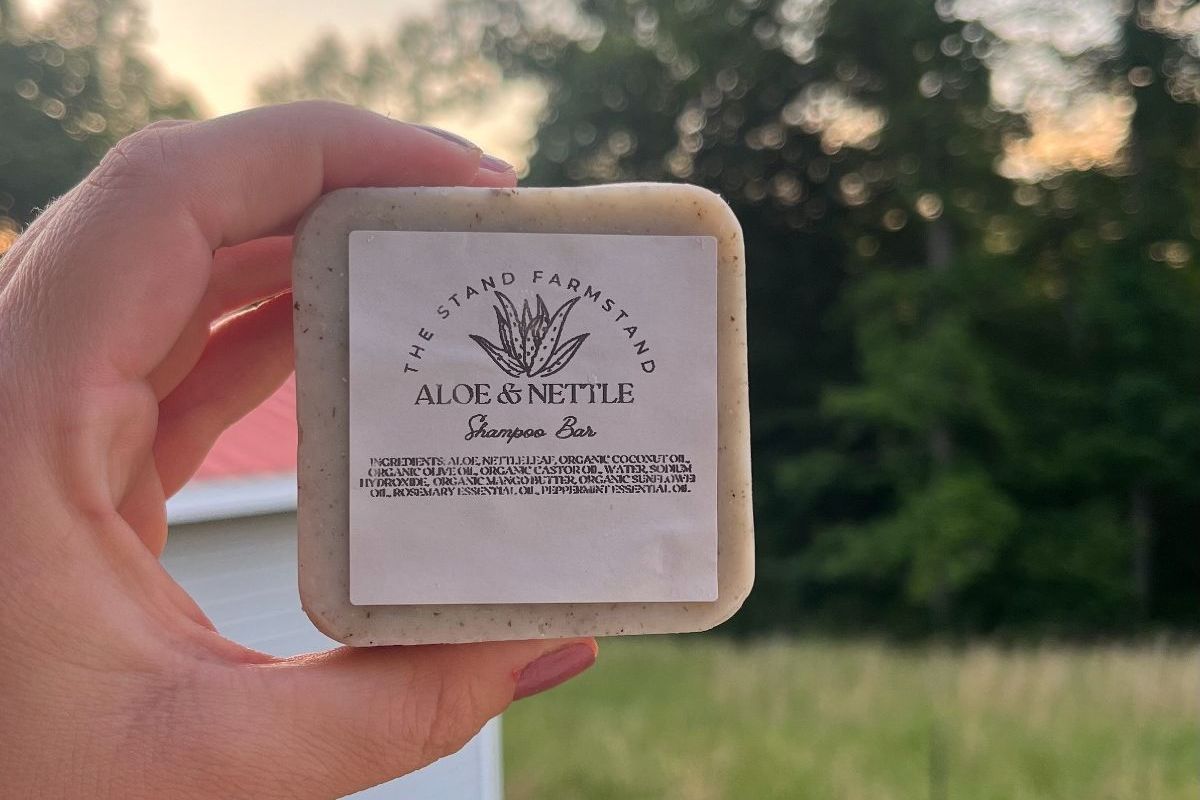 THE STAND FARMSTAND
ALOE & NETTLE
Shampoo Bar
INGREDIENTS: ALOE, NETTLE LEAF, ORGANIC COCONUT OIL,
ORGANIC OLIVE OIL, ORGANIC CASTOR OIL, WATER, SODIUM
HYDROXIDE, ORGANIC MANGO BUTTER, ORGANIC SUNFLOWER
OIL, ROSEMARY ESSENTIAL OIL, PEPPERMINT ESSENTIAL OIL.